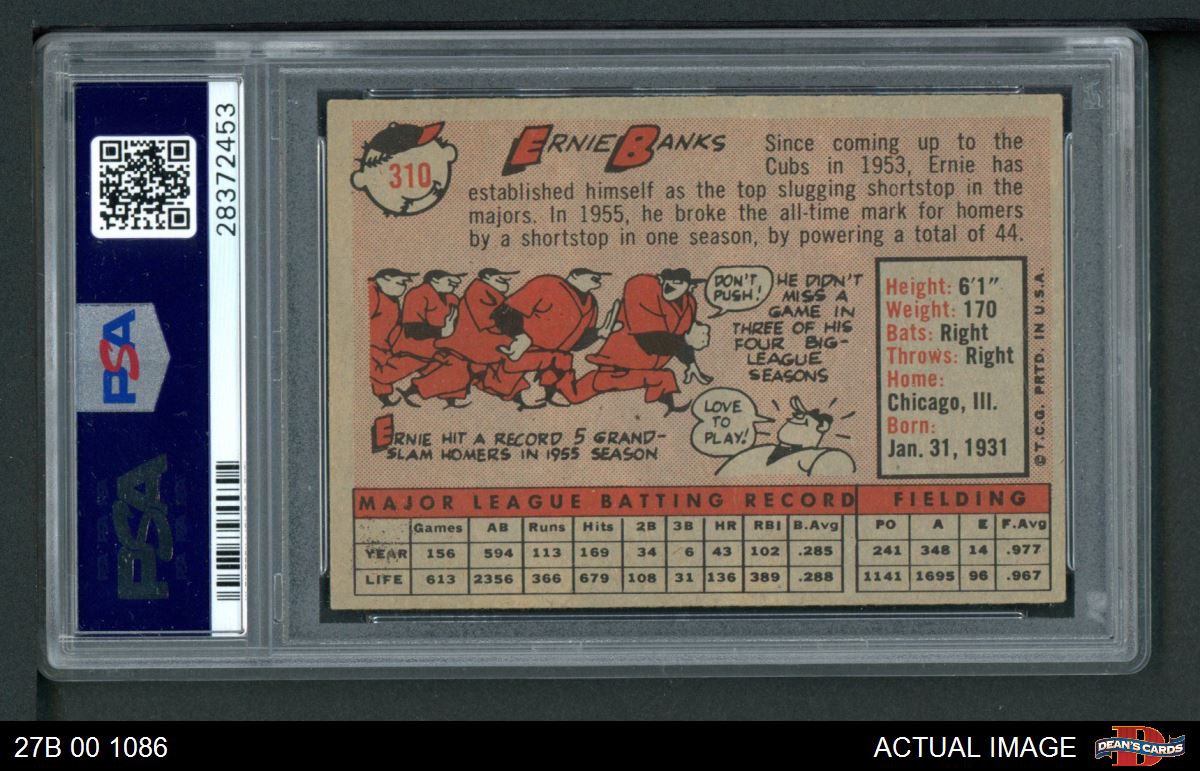 PSA
28372453
PSA
310
ERNIE BANKS
Since coming up to the
Cubs in 1953, Ernie has
established himself as the top slugging shortstop in the
majors. In 1955, he broke the all-time mark for homers
by a shortstop in one season, by powering a total of 44.
DON'T
PUSH!
HE DIDN'T
MISS A
GAME IN
THREE OF HIS
FOUR BIG-
LEAGUE
SEASONS
LOVE
TO
PLAY!
ERNIE HIT A RECORD 5 GRAND-
SLAM HOMERS IN 1955 SEASON
Height: 6'1"
Weight: 170
Bats: Right
Throws: Right
Home:
Chicago, Ill.
Born:
Jan. 31, 1931
©T.C.G. PRTD. IN U.S.A.
MAJOR LEAGUE BATTING RECORD FIELDING
Games AB Runs Hits 2B 3B HR RBI B.Avg PO A E F.Avg
YEAR 156 594 113 169 34 6 43 102 .285 241 348 14 .977
LIFE 613 2356 366 679 108 31 136 389 .288 1141 1695 96 .967
27B 00 1086
ACTUAL IMAGE
D
DEAN'S CARDS